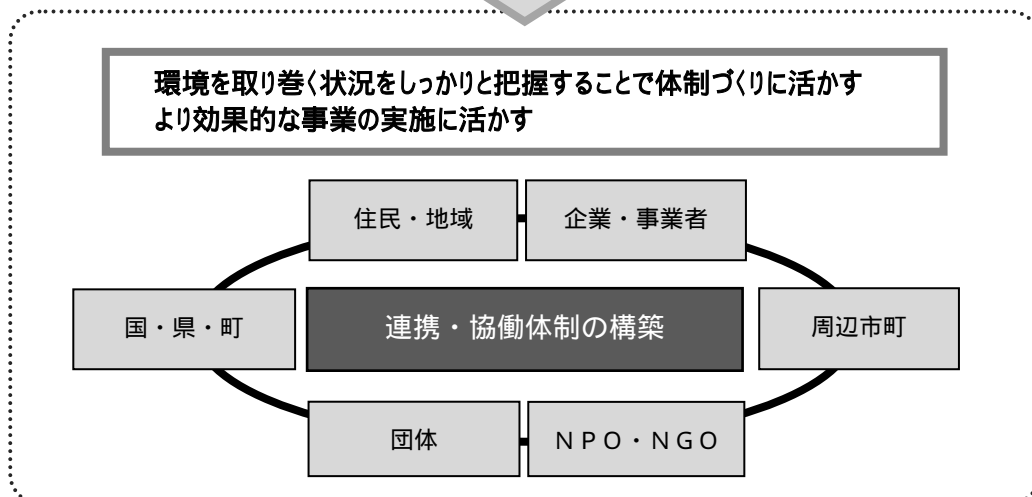 環境を取り巻く状況をしっかりと把握することで体制づくりに活かす
より効果的な事業の実施に活かす
住民・地域
企業・事業者
国・県・町
連携・協働体制の構築
周辺市町
団体
ＮＰＯ・ＮＧＯ